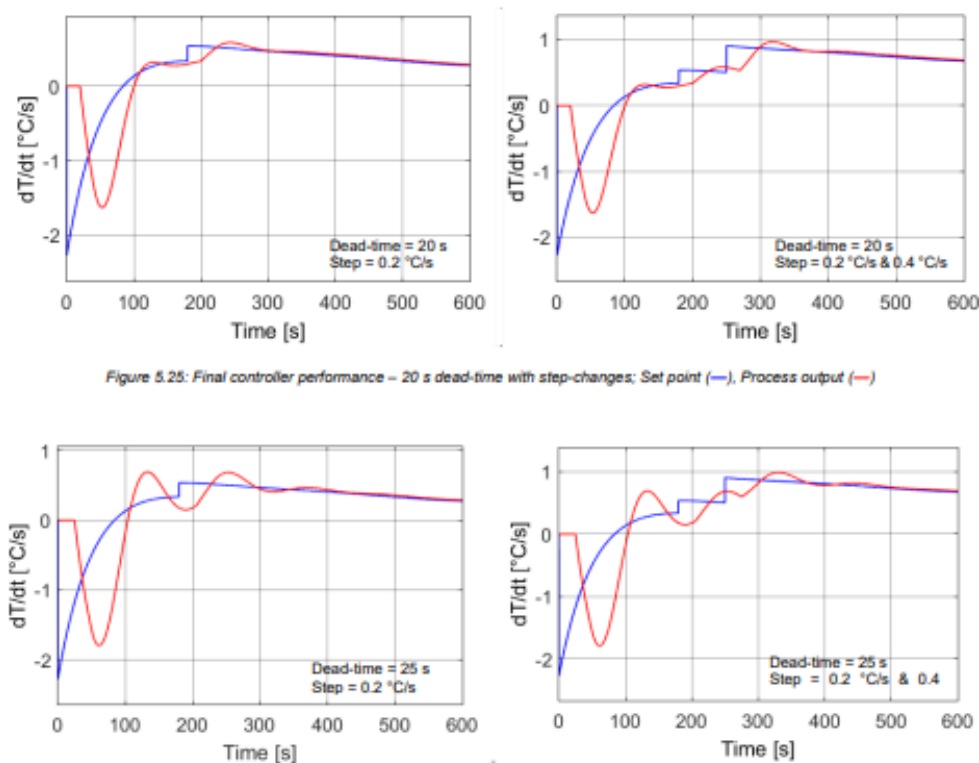 0
-1
-2
dT/dt [°C/s]
Dead-time = 20 s
Step = 0.2 °C/s
0 100 200 300 400 500 600
Time [s]
1
0
-1
-2
dT/dt [°C/s]
Dead-time = 20 s
Step = 0.2 °C/s & 0.4 °C/s
0 100 200 300 400 500 600
Time [s]
Figure 5.25: Final controller performance – 20 s dead-time with step-changes; Set point (—), Process output (—)
1
0
-1
-2
dT/dt [°C/s]
Dead-time = 25 s
Step = 0.2 °C/s
0 100 200 300 400 500 600
Time [s]
1
0
-1
-2
dT/dt [°C/s]
Dead-time = 25 s
Step = 0.2 °C/s & 0.4
0 100 200 300 400 500 600
Time [s]